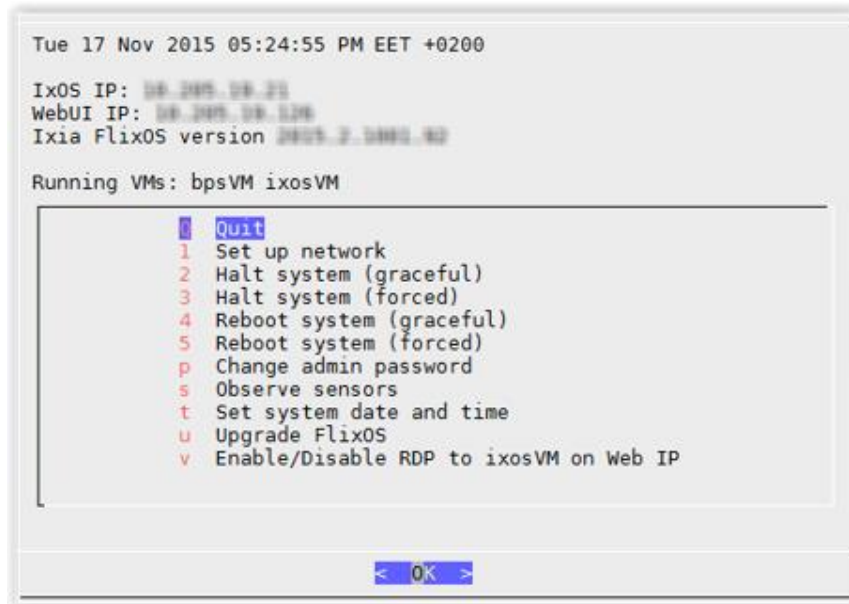 Tue 17 Nov 2015 05:24:55 PM EET +0200
IxOS IP:
WebUI IP:
Ixia FlixOS version
Running VMs: bpsVM ixosVM
0 Quit
1 Set up network
2 Halt system (graceful)
3 Halt system (forced)
4 Reboot system (graceful)
5 Reboot system (forced)
p Change admin password
s Observe sensors
t Set system date and time
u Upgrade FlixOS
v Enable/Disable RDP to ixosVM on Web IP
< OK >